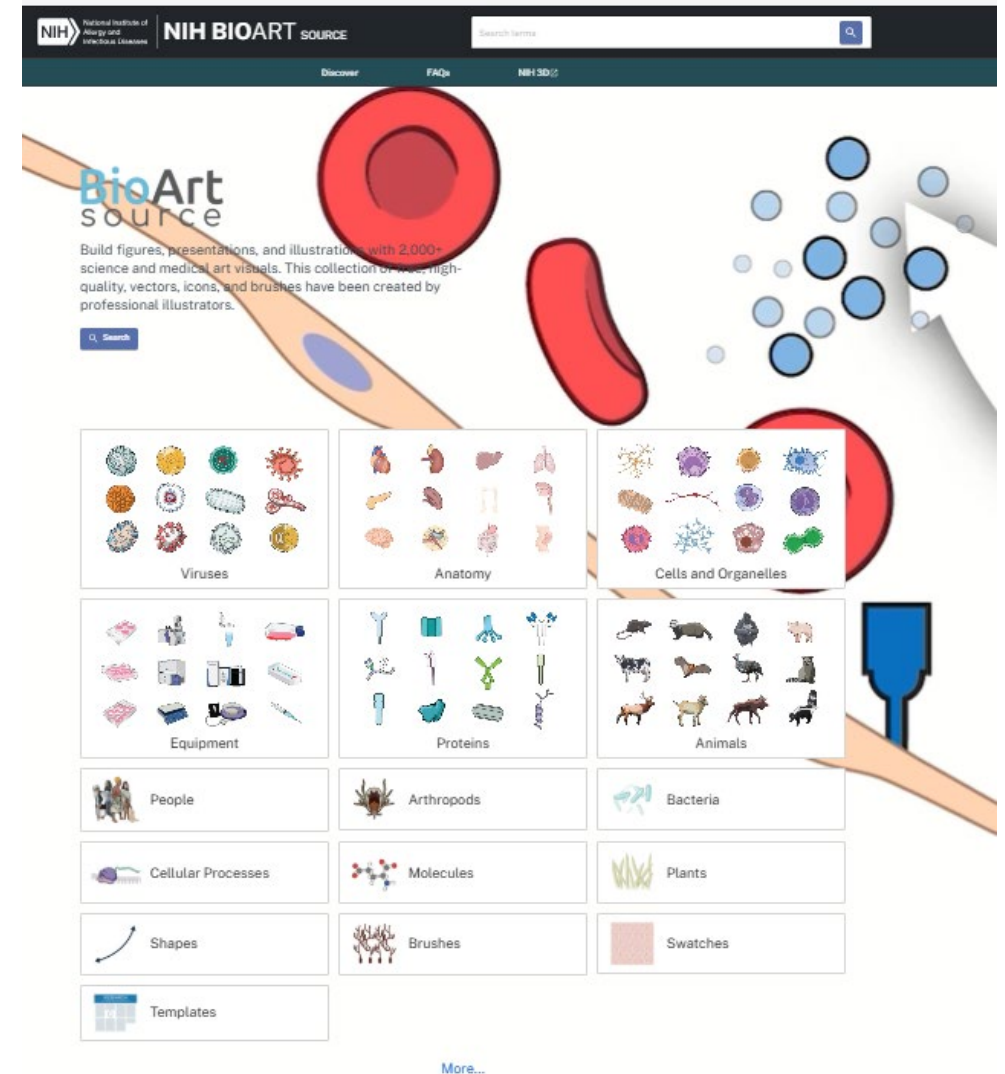 NIH
National Institute of
Allergy and
Infectious Diseases
NIH BIOART SOURCE
Search terms
Discover
FAQs
NIH 3D
BioArt
source
Build figures, presentations, and illustrations with 2,000+
science and medical art visuals. This collection of free, high-
quality, vectors, icons, and brushes have been created by
professional illustrators.
Search
Viruses
Anatomy
Cells and Organelles
Equipment
Proteins
Animals
People
Arthropods
Bacteria
Cellular Processes
Molecules
Plants
Shapes
Brushes
Swatches
Templates
More...